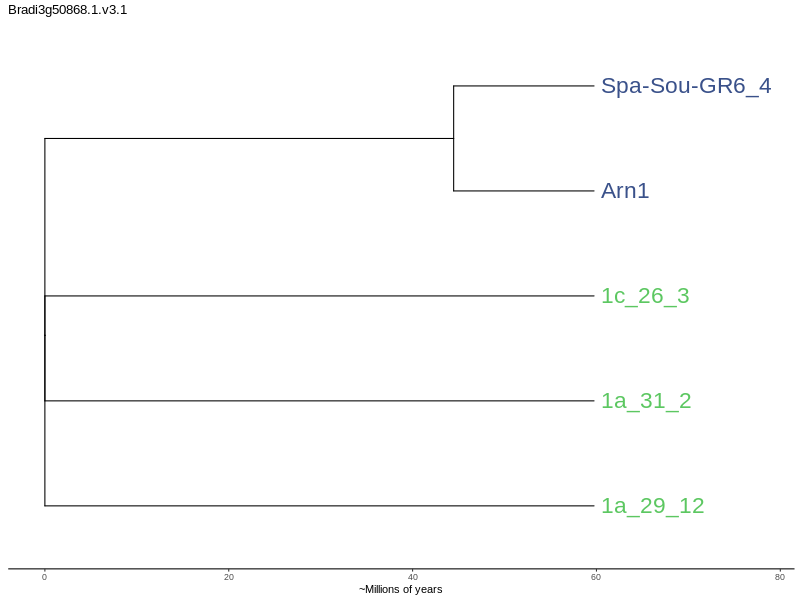 Bradi3g50868.1.v3.1
Spa-Sou-GR6_4
Arn1
1c_26_3
1a_31_2
1a_29_12
0 20 40 60 80
~Millions of years